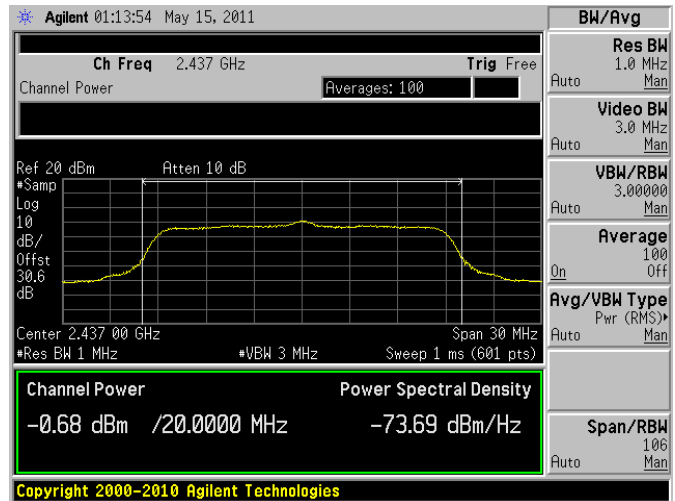 Agilent 01:13:54 May 15, 2011
BW/Avg
Ch Freq 2.437 GHz
Trig Free
Channel Power
Averages: 100
Res BW
1.0 MHz
Auto Man
Video BW
3.0 MHz
Auto Man
VBW/RBW
3.00000
Auto Man
Average
100
On Off
Avg/VBW Type
Pwr (RMS)
Auto Man
Span/RBW
106
Auto Man
Ref 20 dBm
Atten 10 dB
#Samp
Log
10
dB/
Offst
30.6
dB
Center 2.437 00 GHz
Span 30 MHz
#Res BW 1 MHz
#VBW 3 MHz
Sweep 1 ms (601 pts)
Channel Power
Power Spectral Density
-0.68 dBm /20.0000 MHz
-73.69 dBm/Hz
Copyright 2000-2010 Agilent Technologies